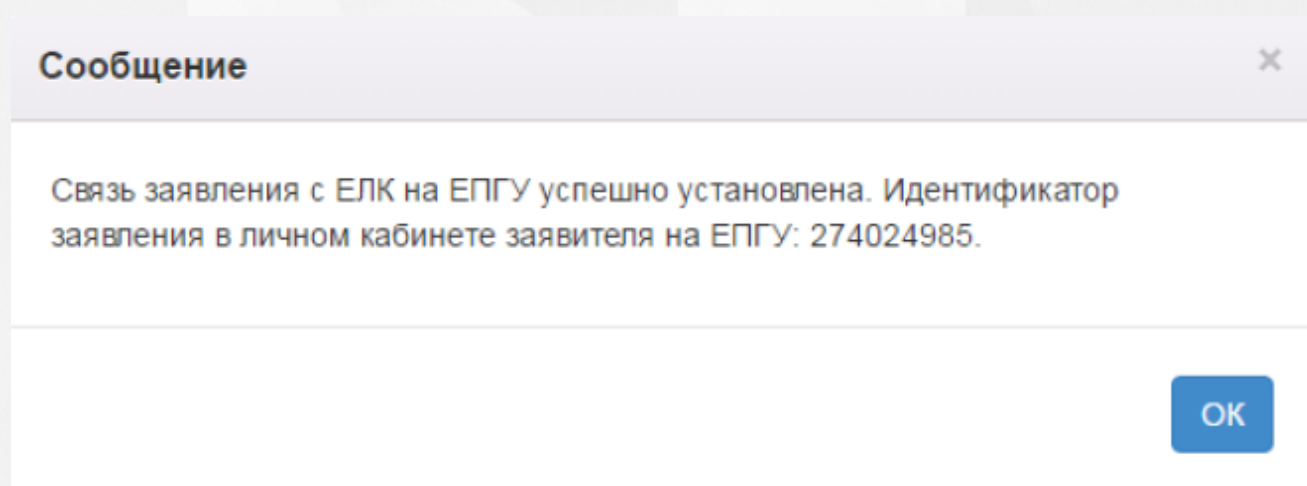 Сообщение
×
Связь заявления с ЕЛК на ЕПГУ успешно установлена. Идентификатор
заявления в личном кабинете заявителя на ЕПГУ: 274024985.
ОК